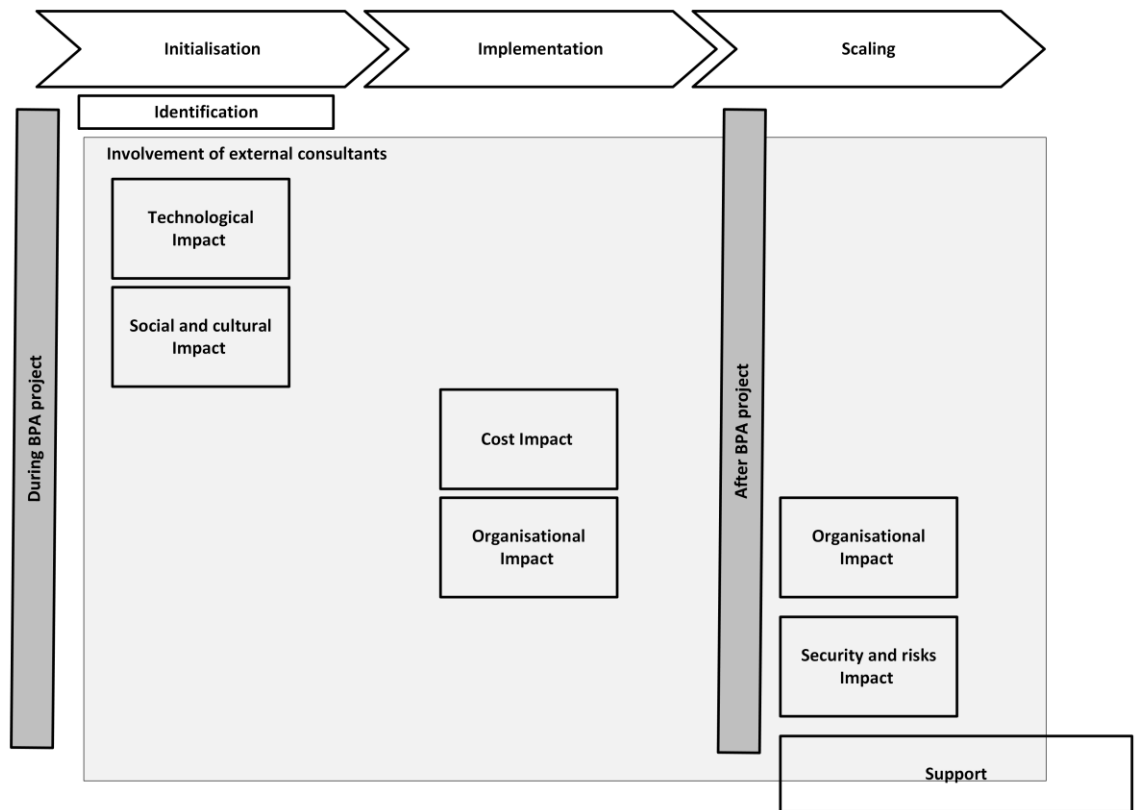 Initialisation
Implementation
Scaling
Identification
Involvement of external consultants
Technological
Impact
Social and cultural
Impact
During BPA project
Cost Impact
Organisational
Impact
After BPA project
Organisational
Impact
Security and risks
Impact
Support